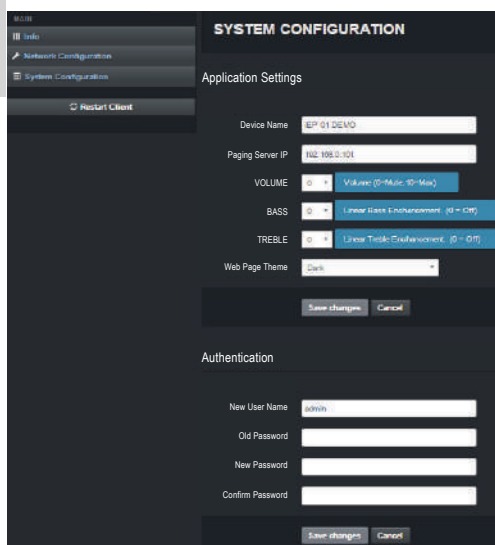 MAIN
Info
Network Configuration
System Configuration
Restart Client
SYSTEM CONFIGURATION
Application Settings
Device Name
IEP 01 DEMO
Paging Server IP
192.168.0.101
VOLUME
0
Volume (0=Mute, 10=Max)
BASS
0
Linear Bass Enchancement. (0 = Off)
TREBLE
0
Linear Treble Enchancement. (0 = Off)
Web Page Theme
Dark
Save changes
Cancel
Authentication
New User Name
admin
Old Password
New Password
Confirm Password
Save changes
Cancel